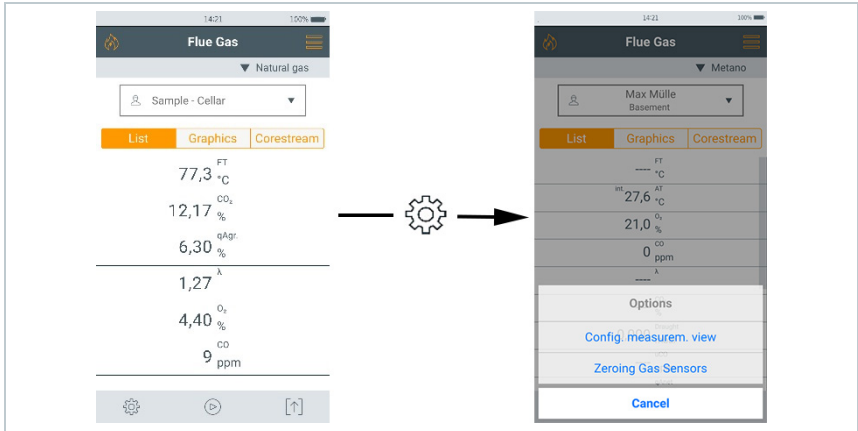 14:21 100%
Flue Gas
Natural gas
Sample - Cellar
List Graphics Corestream
77,3 FT °C
12,17 CO₂ %
6,30 qAgr. %
1,27 λ
4,40 O₂ %
9 CO ppm
14:21 100%
Flue Gas
Metano
Max Mülle
Basement
List Graphics Corestream
---- FT °C
int. 27,6 AT °C
21,0 O₂ %
0 CO ppm
---- λ
Options
Config. measurem. view
Zeroing Gas Sensors
Cancel